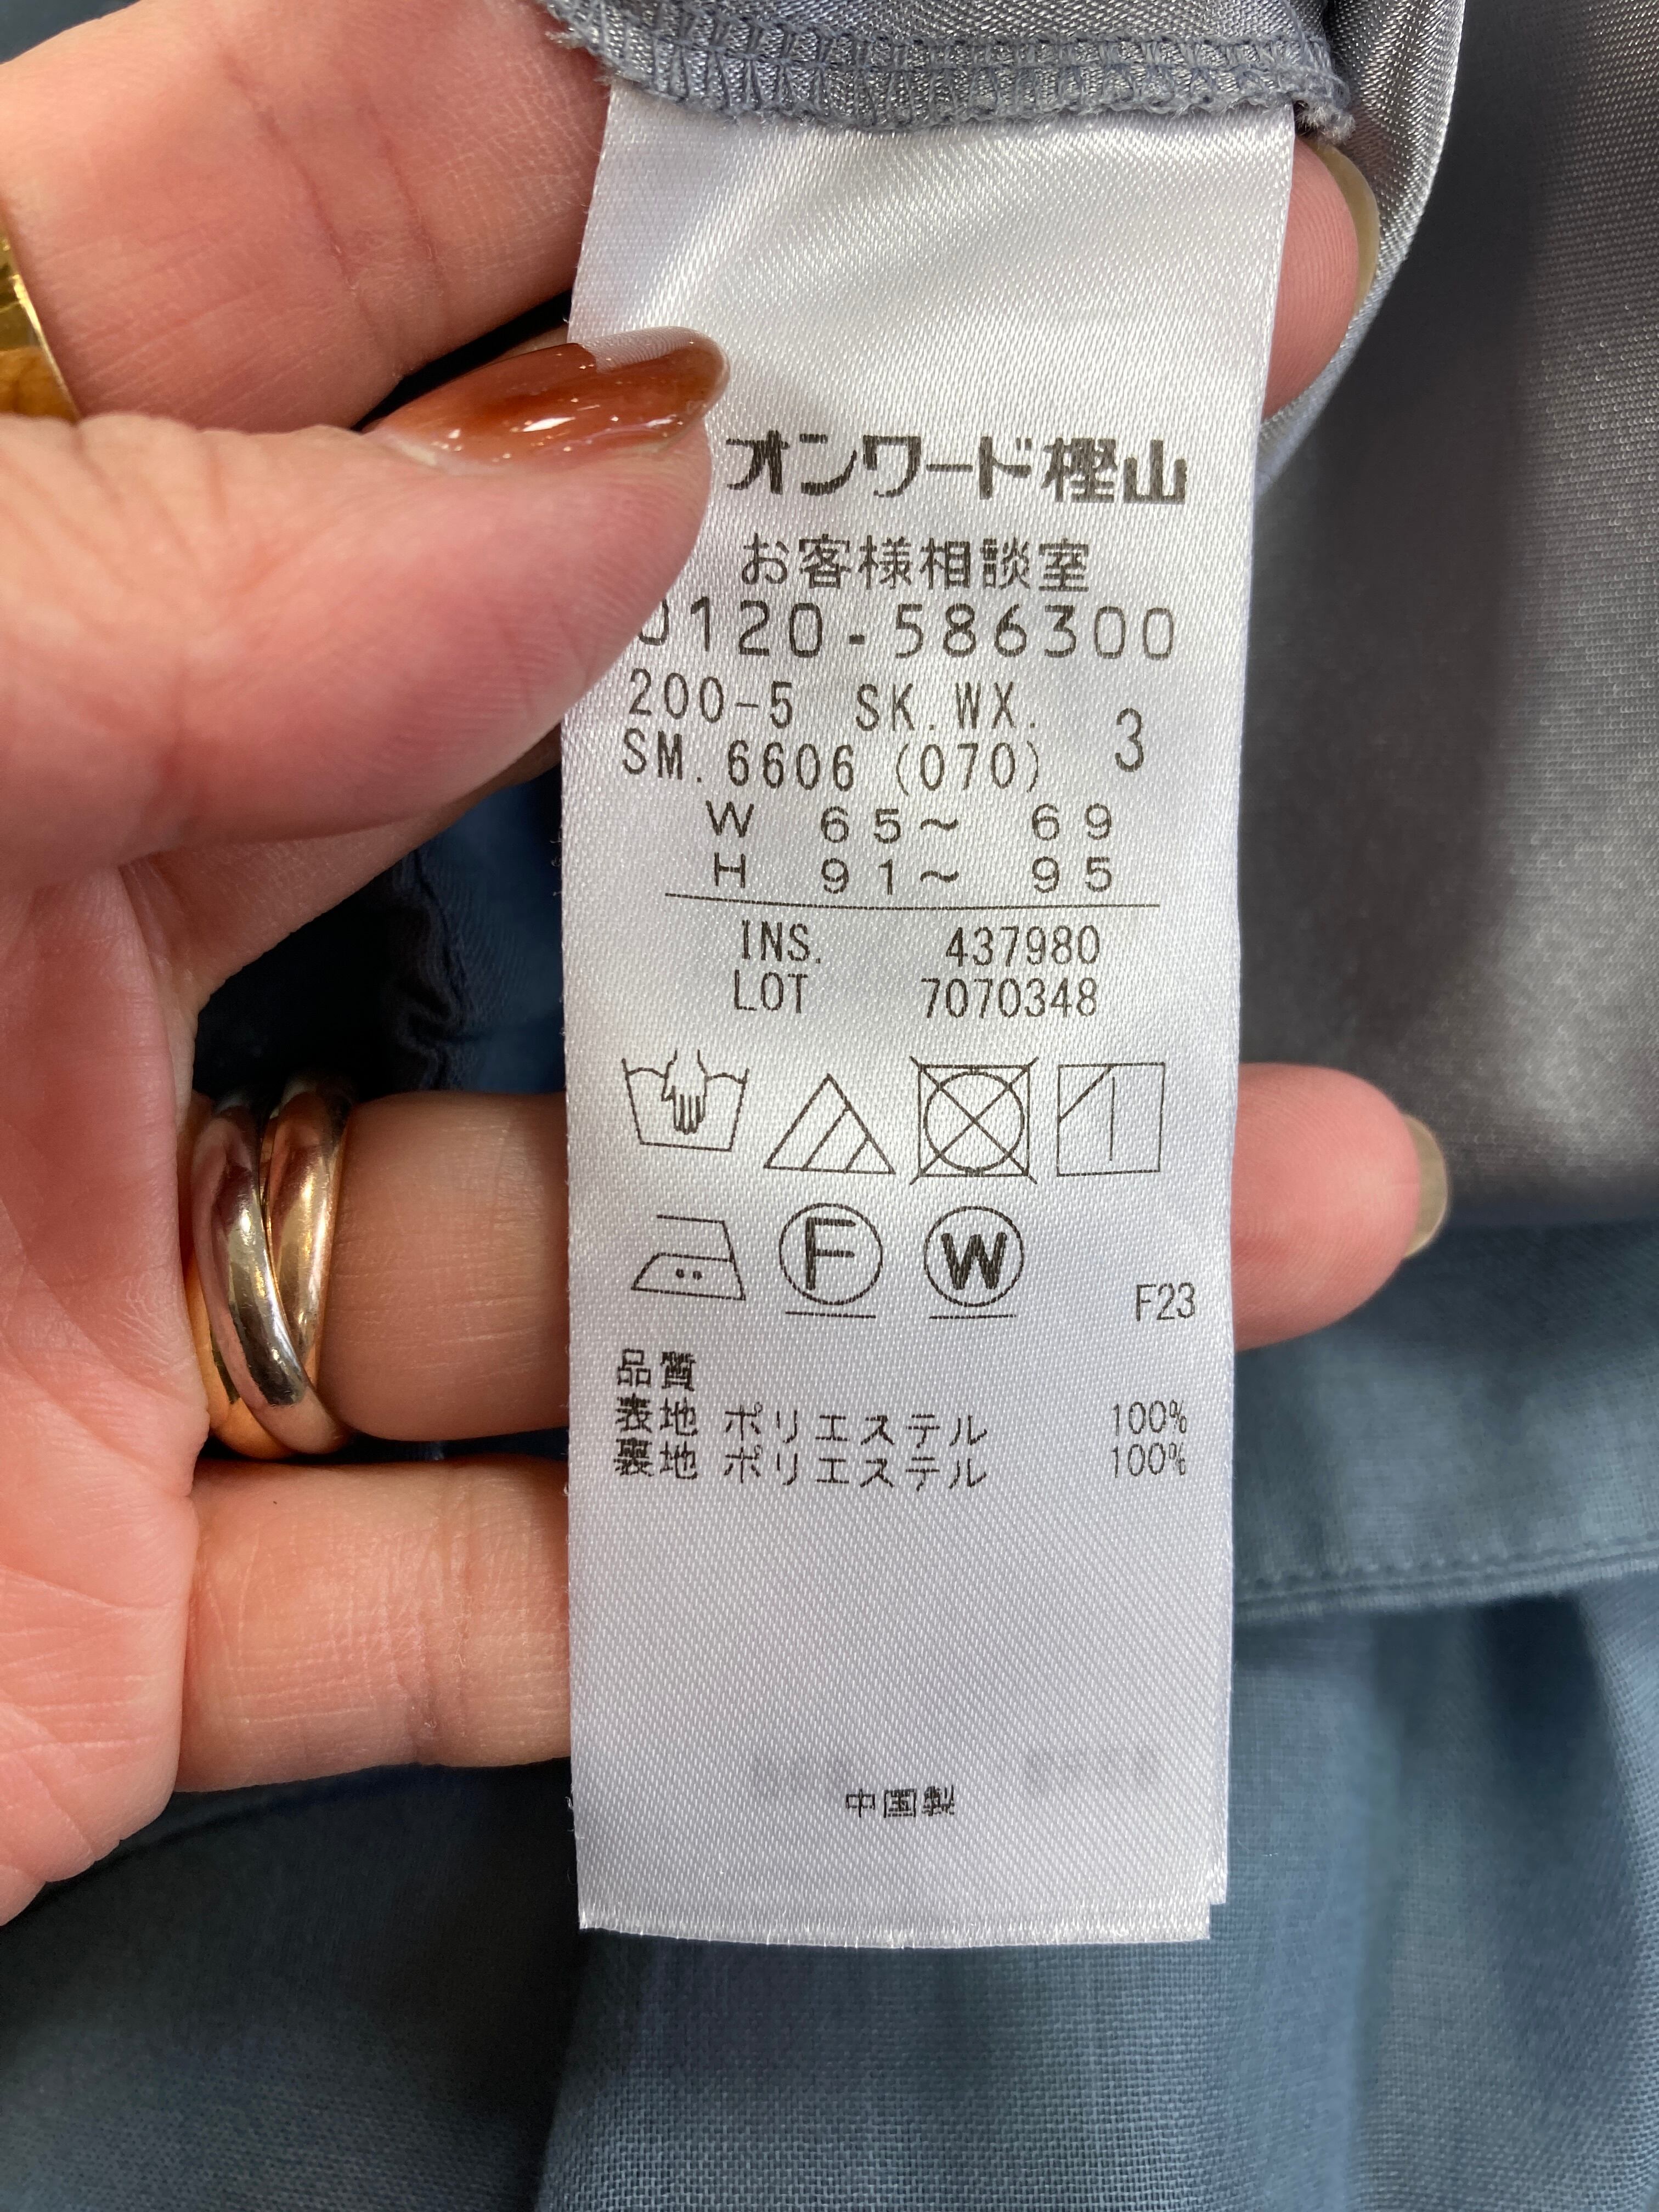 オンワード樫山
お客様相談室
0120-586300
200-5 SK.WX. 3
SM.6606 (070)
W 65～ 69
H 91～ 95
INS. 437980
LOT 7070348
F W
F23
品質
表地 ポリエステル 100%
裏地 ポリエステル 100%
中国製